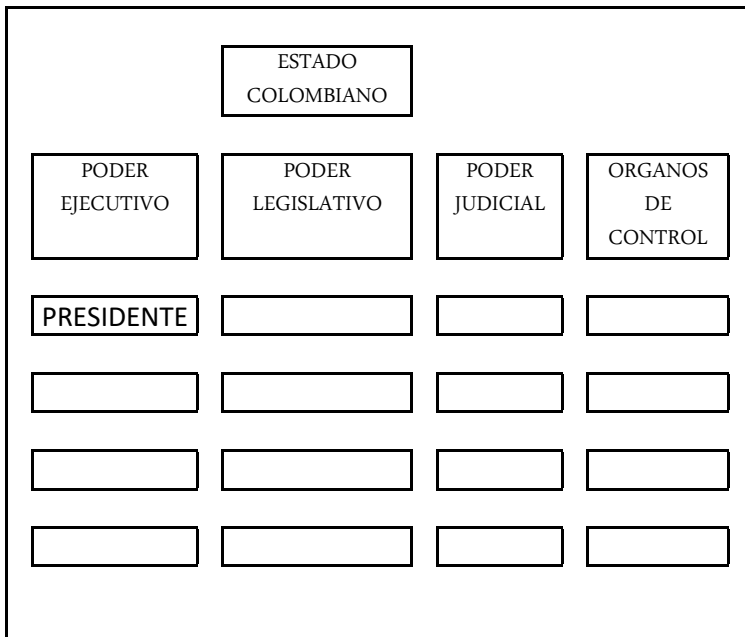 ESTADO
COLOMBIANO
PODER
EJECUTIVO
PODER
LEGISLATIVO
PODER
JUDICIAL
ORGANOS
DE
CONTROL
PRESIDENTE